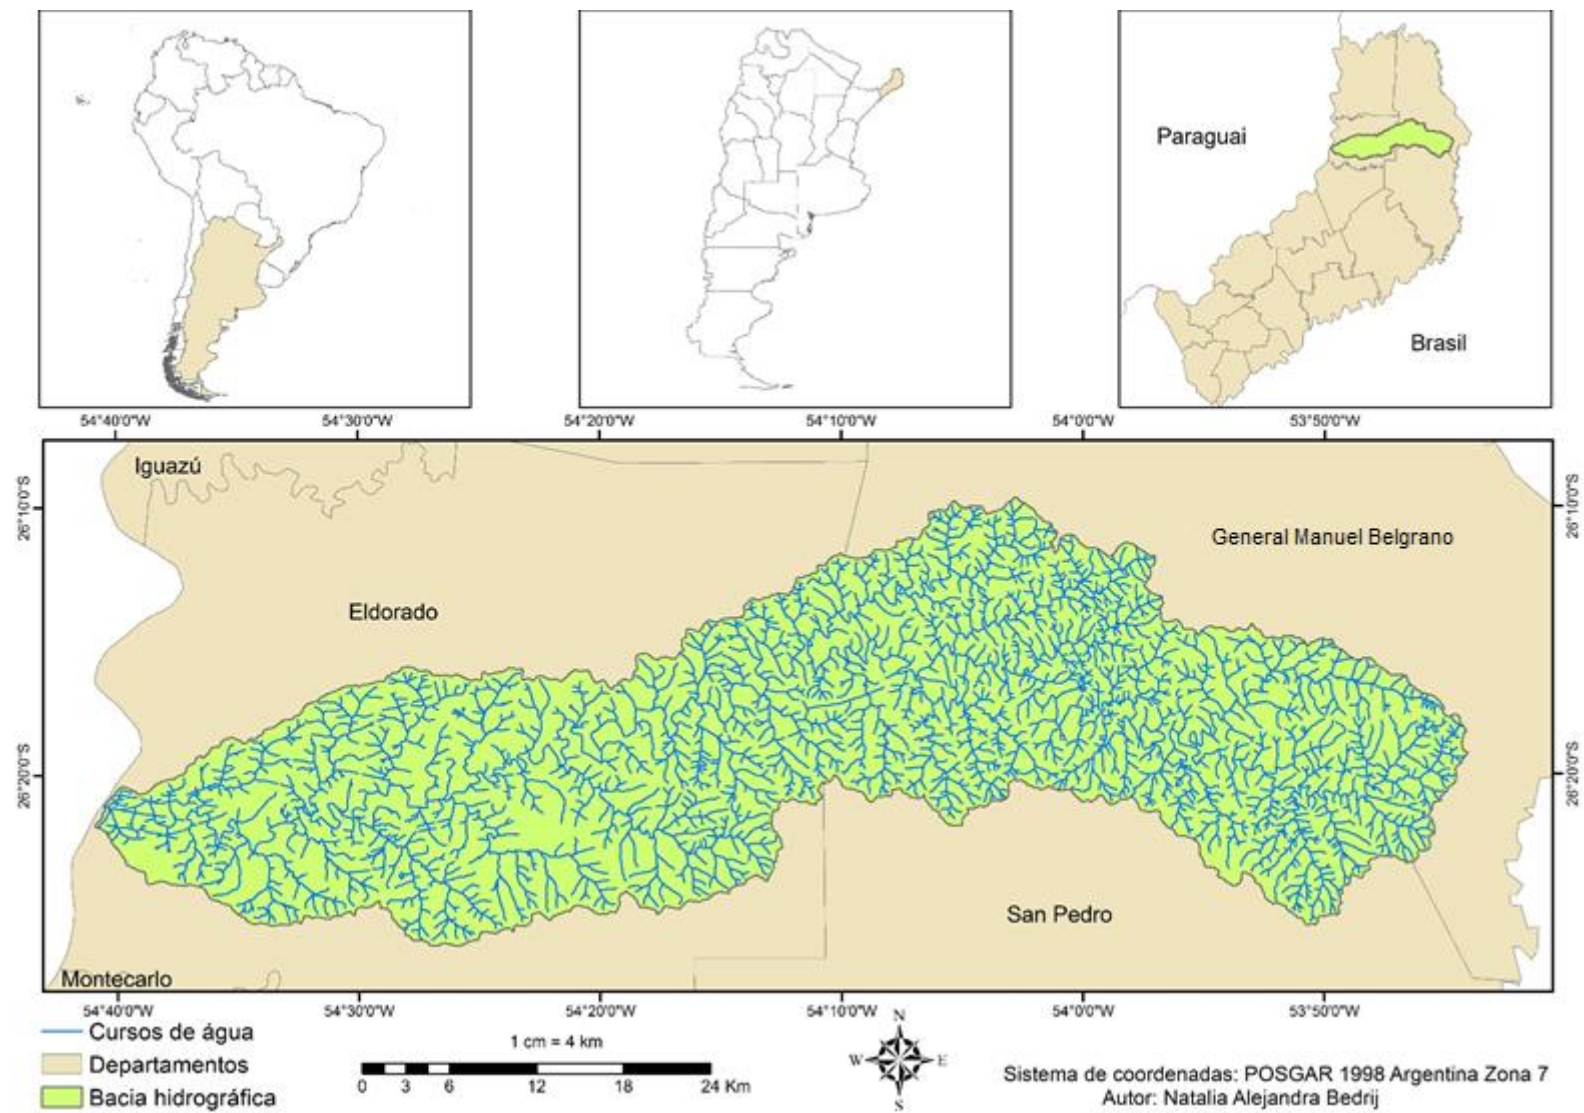 Paraguai
Brasil
54°40'0"W 54°30'0"W 54°20'0"W 54°10'0"W 54°0'0"W 53°50'0"W
Iguazú
26°10'0"S
26°10'0"S
General Manuel Belgrano
Eldorado
26°20'0"S
26°20'0"S
San Pedro
Montecarlo
54°40'0"W 54°30'0"W 54°20'0"W 54°10'0"W 54°0'0"W 53°50'0"W
Cursos de água
Departamentos
Bacia hidrográfica
1 cm = 4 km
0 3 6 12 18 24 Km
N
W E
S
Sistema de coordenadas: POSGAR 1998 Argentina Zona 7
Autor: Natalia Alejandra Bedrij